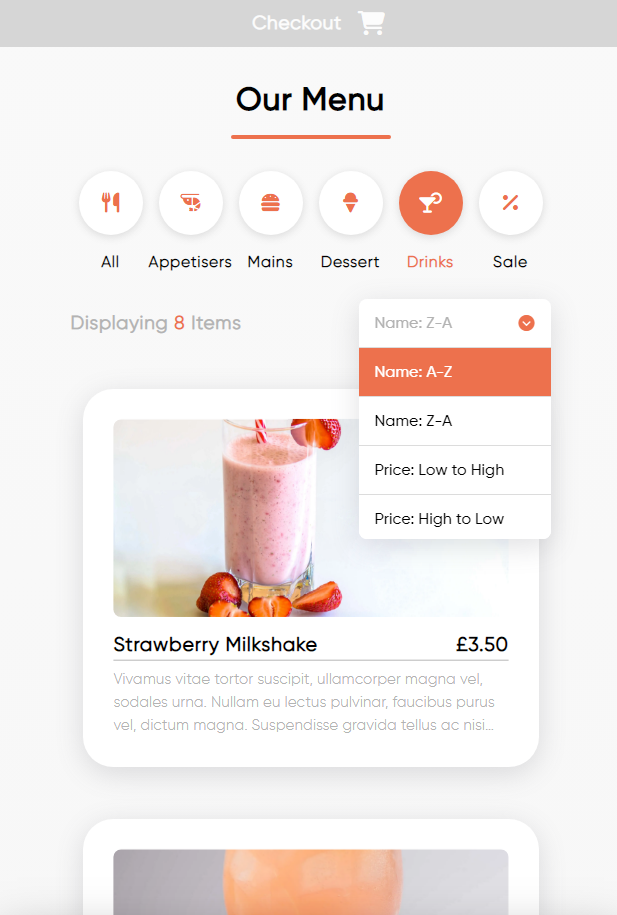 Checkout
Our Menu
All
Appetisers
Mains
Dessert
Drinks
Sale
Displaying 8 Items
Name: Z-A
Name: A-Z
Name: Z-A
Price: Low to High
Price: High to Low
Strawberry Milkshake £3.50
Vivamus vitae tortor suscipit, ullamcorper magna vel,
sodales urna. Nullam eu lectus pulvinar, faucibus purus
vel, dictum magna. Suspendisse gravida tellus ac nisi...